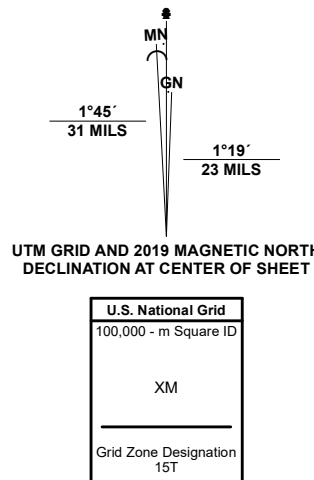 MN
GN
1°45´
31 MILS
1°19´
23 MILS
UTM GRID AND 2019 MAGNETIC NORTH
DECLINATION AT CENTER OF SHEET
U.S. National Grid
100,000 - m Square ID
XM
Grid Zone Designation
15T